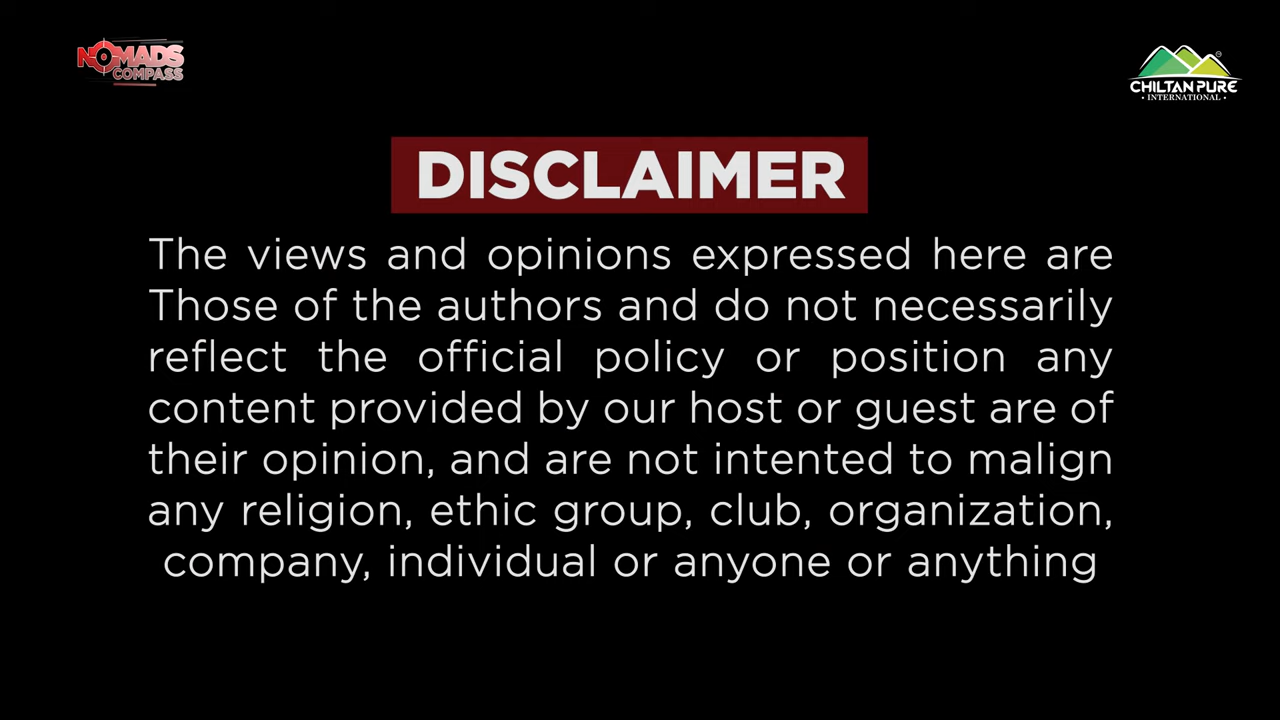 NOMADS
COMPASS
CHILTAN PURE
• INTERNATIONAL •
DISCLAIMER
The views and opinions expressed here are
Those of the authors and do not necessarily
reflect the official policy or position any
content provided by our host or guest are of
their opinion, and are not intented to malign
any religion, ethic group, club, organization,
company, individual or anyone or anything